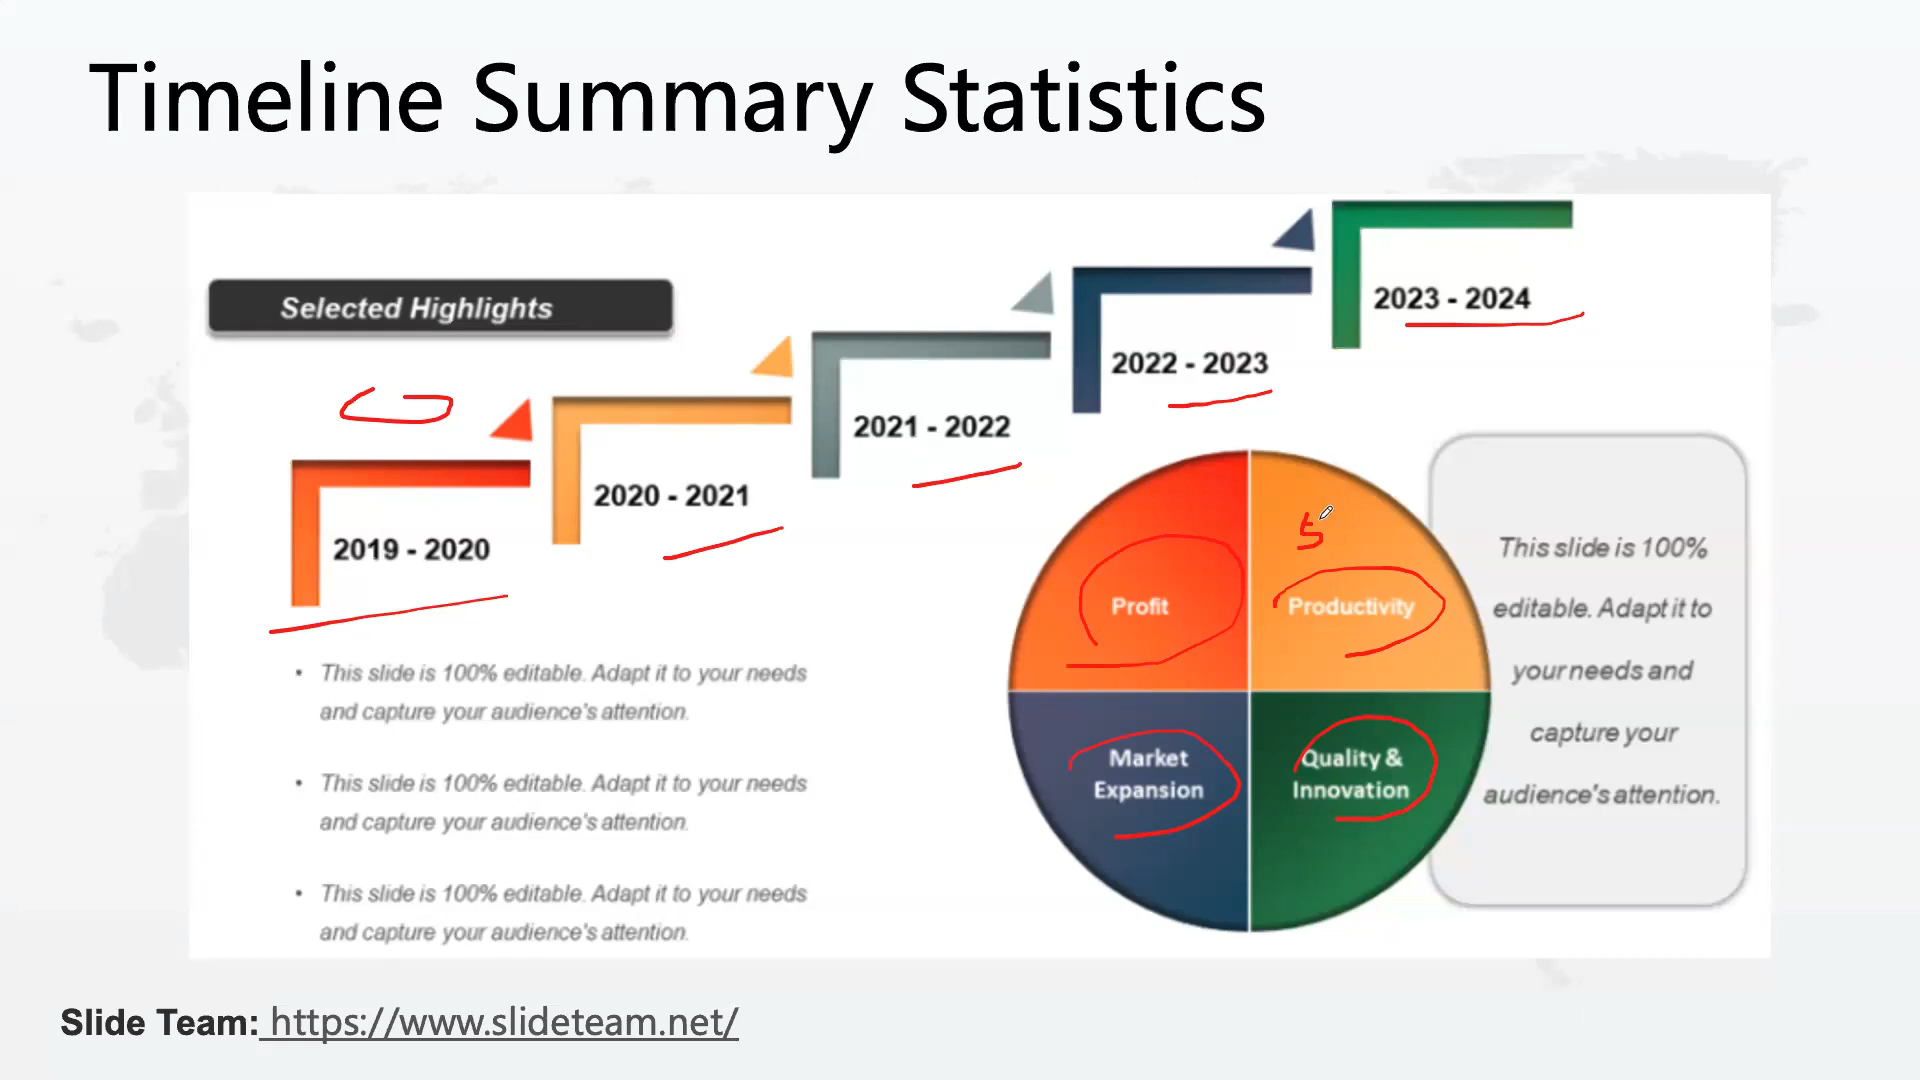 Timeline Summary Statistics
Selected Highlights
2019 - 2020
2020 - 2021
2021 - 2022
2022 - 2023
2023 - 2024
• This slide is 100% editable. Adapt it to your needs
and capture your audience's attention.
• This slide is 100% editable. Adapt it to your needs
and capture your audience's attention.
• This slide is 100% editable. Adapt it to your needs
and capture your audience's attention.
Profit
5
Productivity
Market
Expansion
Quality &
Innovation
This slide is 100%
editable. Adapt it to
your needs and
capture your
audience's attention.
Slide Team: https://www.slideteam.net/